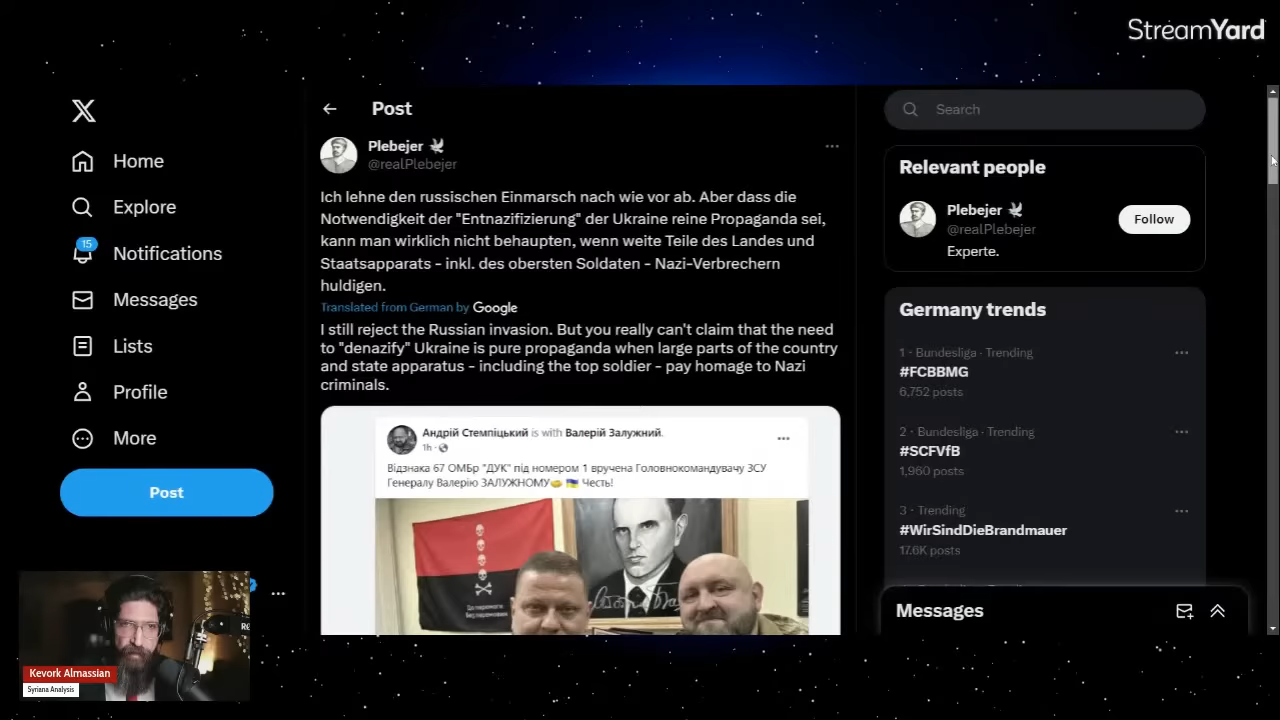 StreamYard
Post
Search
Home
Explore
15
Notifications
Messages
Lists
Profile
More
Post
Plebejer
@realPlebejer
Ich lehne den russischen Einmarsch nach wie vor ab. Aber dass die
Notwendigkeit der "Entnazifizierung" der Ukraine reine Propaganda sei,
kann man wirklich nicht behaupten, wenn weite Teile des Landes und
Staatsapparats - inkl. des obersten Soldaten - Nazi-Verbrechern
huldigen.
Translated from German by Google
I still reject the Russian invasion. But you really can't claim that the need
to "denazify" Ukraine is pure propaganda when large parts of the country
and state apparatus - including the top soldier - pay homage to Nazi
criminals.
Андрій Стемпіцький is with Валерій Залужний.
1h
Відзнака 67 ОМБр "ДУК" під номером 1 вручена Головнокомандувачу ЗСУ
Генералу Валерію ЗАЛУЖНОМУ Честь!
Relevant people
Plebejer
@realPlebejer
Follow
Experte.
Germany trends
1 · Bundesliga · Trending
#FCBBMG
6,752 posts
2 · Bundesliga · Trending
#SCFVfB
1,960 posts
3 · Trending
#WirSindDieBrandmauer
17.6K posts
Messages
Kevork Almassian
Syriana Analysis